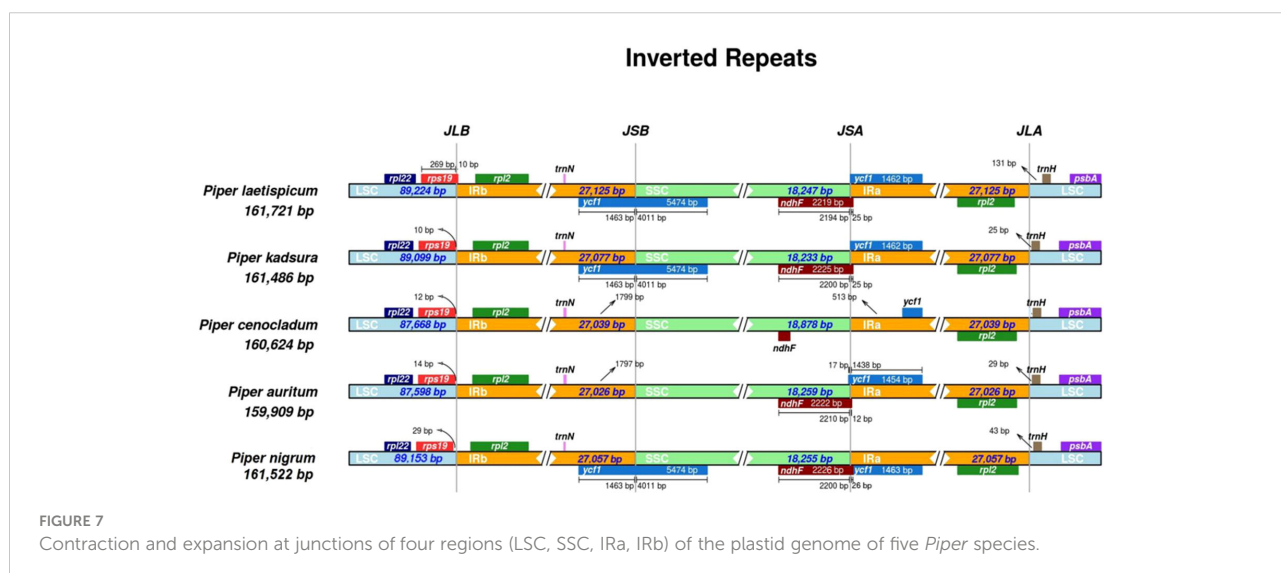 Inverted Repeats
JLB JSB JSA JLA
269 bp 10 bp trnN 131 bp trnH
rpl22 rps19 rpl2 ycf1 1462 bp psbA
Piper laetispicum LSC 89,224 bp IRb 27,125 bp SSC 18,247 bp IRa 27,125 bp LSC
161,721 bp ycf1 5474 bp ndhF 2219 bp rpl2
1463 bp 4011 bp 2194 bp 25 bp
10 bp trnN 25 bp trnH
rpl22 rps19 rpl2 ycf1 1462 bp psbA
Piper kadsura LSC 89,099 bp IRb 27,077 bp SSC 18,233 bp IRa 27,077 bp LSC
161,486 bp ycf1 5474 bp ndhF 2225 bp rpl2
1463 bp 4011 bp 2200 bp 25 bp
12 bp trnN 1799 bp 513 bp ycf1 trnH
rpl22 rps19 rpl2 psbA
Piper cenocladum LSC 87,668 bp IRb 27,039 bp SSC 18,878 bp IRa 27,039 bp LSC
160,624 bp ndhF rpl2
14 bp trnN 1797 bp 17 bp 1438 bp 29 bp trnH
rpl22 rps19 rpl2 ycf1 1454 bp psbA
Piper auritum LSC 87,598 bp IRb 27,026 bp SSC 18,259 bp IRa 27,026 bp LSC
159,909 bp ndhF 2222 bp rpl2
2210 bp 12 bp
29 bp trnN 43 bp trnH
rpl22 rps19 rpl2 psbA
Piper nigrum LSC 89,153 bp IRb 27,057 bp SSC 18,255 bp IRa 27,057 bp LSC
161,522 bp ycf1 5474 bp ndhF 2226 bp ycf1 1463 bp rpl2
1463 bp 4011 bp 2200 bp 26 bp
FIGURE 7
Contraction and expansion at junctions of four regions (LSC, SSC, IRa, IRb) of the plastid genome of five Piper species.